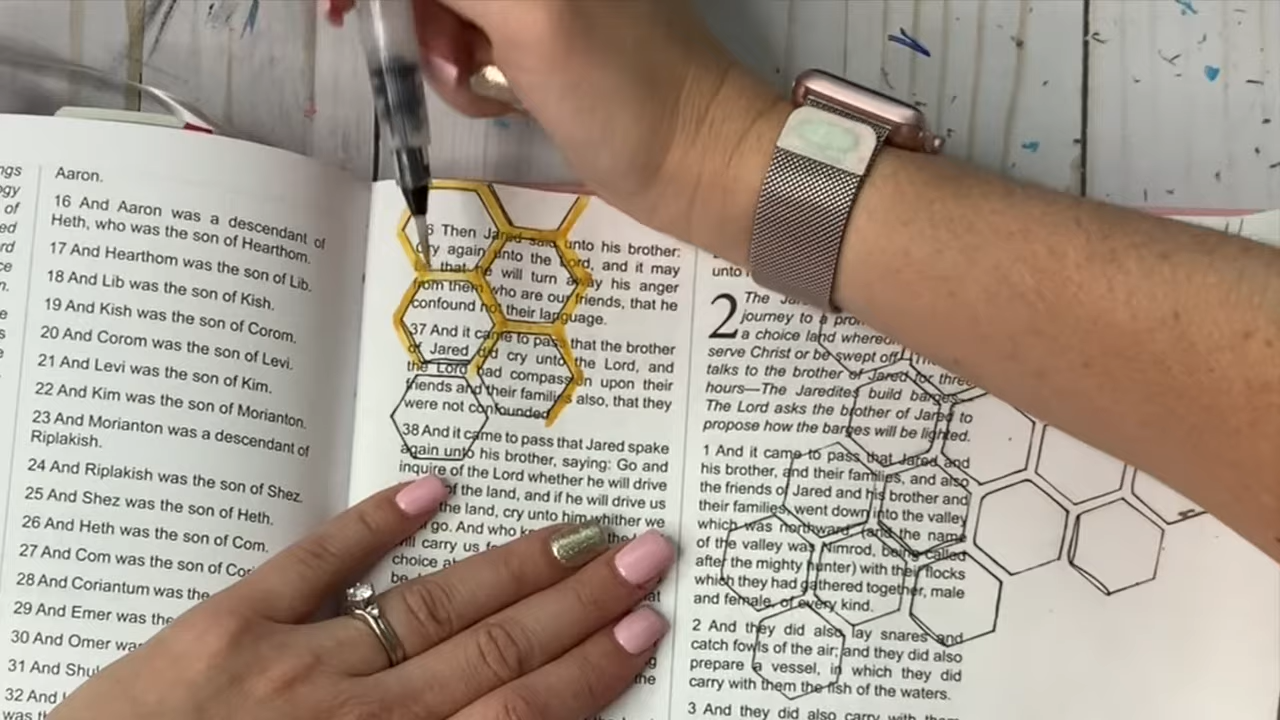 ngs
ogy
of
ed
rd
ce
n.
Aaron.
16 And Aaron was a descendant of
Heth, who was the son of Hearthom.
17 And Hearthom was the son of Lib.
18 And Lib was the son of Kish.
19 And Kish was the son of Corom.
20 And Corom was the son of Levi.
21 And Levi was the son of Kim.
22 And Kim was the son of Morianton.
23 And Morianton was a descendant of
Riplakish.
24 And Riplakish was the son of Shez.
25 And Shez was the son of Heth.
26 And Heth was the son of Com.
27 And Com was the son of
28 And Coriantum was the
29 And Emer was the
30 And Omer was
31 And
32 And
was
6 Then Jared said unto his brother:
Cry again unto the Lord, and it may
that he will turn away his anger
from them who are our friends, that he
confound not their language.
37 And it came to pass that the brother
of Jared did cry unto the Lord, and
the Lord had compassion upon their
friends and their families also, that they
were not confounded.
38 And it came to pass that Jared spake
again unto his brother, saying: Go and
inquire of the Lord whether he will drive
of the land, and if he will drive us
the land, cry unto him whither we
go. And who the
will carry us
choice
be
the
unto
2 The
journey to a
a choice land
serve Christ or be swept off
talks to the brother of Jared for three
hours—The Jaredites build barges
The Lord asks the brother of Jared to
propose how the barges will be lighted.
1 And it came to pass that Jared and
his brother, and their families, and also
the friends of Jared and his brother and
their families, went down into the valley
which was northward (and the name
of the valley was Nimrod, being called
after the mighty hunter) with their flocks
which they had gathered together, male
and female, of every kind.
2 And they did also lay snares and
catch fowls of the air; and they did also
prepare a vessel, in which they did
carry with them the fish of the waters.
3 And they did also carry with them